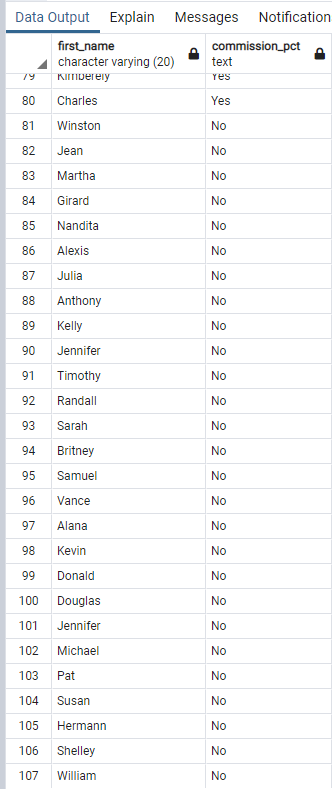 Data Output Explain Messages Notification
first_name commission_pct
character varying (20) text
79 Kimberely Yes
80 Charles Yes
81 Winston No
82 Jean No
83 Martha No
84 Girard No
85 Nandita No
86 Alexis No
87 Julia No
88 Anthony No
89 Kelly No
90 Jennifer No
91 Timothy No
92 Randall No
93 Sarah No
94 Britney No
95 Samuel No
96 Vance No
97 Alana No
98 Kevin No
99 Donald No
100 Douglas No
101 Jennifer No
102 Michael No
103 Pat No
104 Susan No
105 Hermann No
106 Shelley No
107 William No